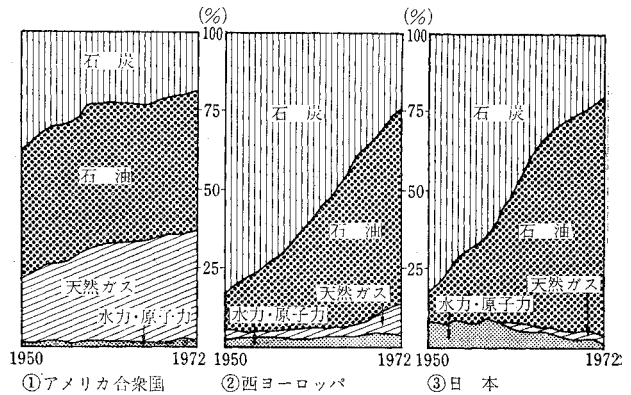 (%)
(%)
100
100
石炭
75
75
石炭
石炭
50
50
石油
石油
石油
25
25
天然ガス
天然ガス
天然ガス
水力・原子力
水力・原子力
水力・原子力
1950
1972
1950
1972
1950
1972
①アメリカ合衆国
②西ヨーロッパ
③日本